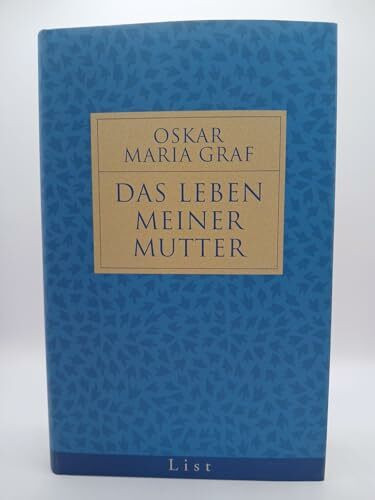 OSKAR
MARIA GRAF
DAS LEBEN
MEINER
MUTTER
List